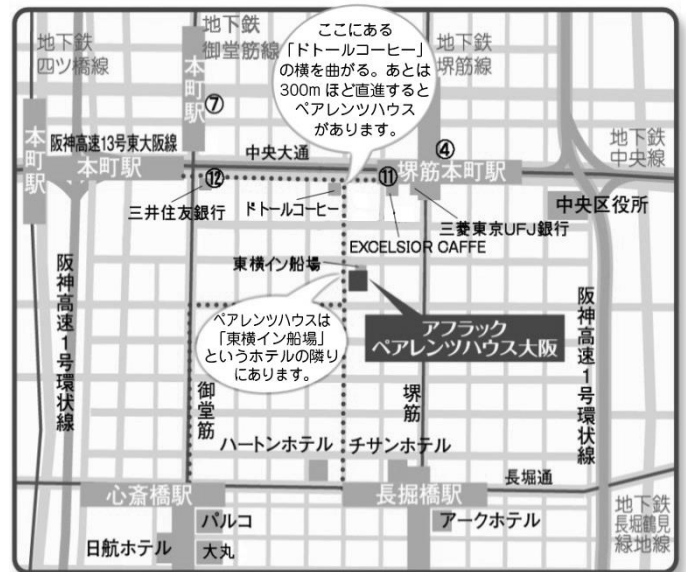 地下鉄
四ツ橋線
地下鉄
御堂筋線
ここにある
「ドトールコーヒー」
の横を曲がる。あとは
300m ほど直進すると
ペアレンツハウス
があります。
地下鉄
堺筋線
本町駅
⑦
④
本町駅
阪神高速13号東大阪線
本町駅
中央大通
堺筋本町駅
地下鉄
中央線
⑫
⑪
三井住友銀行
ドトールコーヒー
三菱東京UFJ銀行
中央区役所
EXCELSIOR CAFFE
東横イン船場
阪神高速1号環状線
ペアレンツハウスは
「東横イン船場」
というホテルの隣り
にあります。
アフラック
ペアレンツハウス大阪
阪神高速1号環状線
御堂筋
堺筋
ハートンホテル
チサンホテル
長堀通
心斎橋駅
長掘橋駅
地下鉄
長堀鶴見
緑地線
パルコ
アークホテル
日航ホテル
大丸